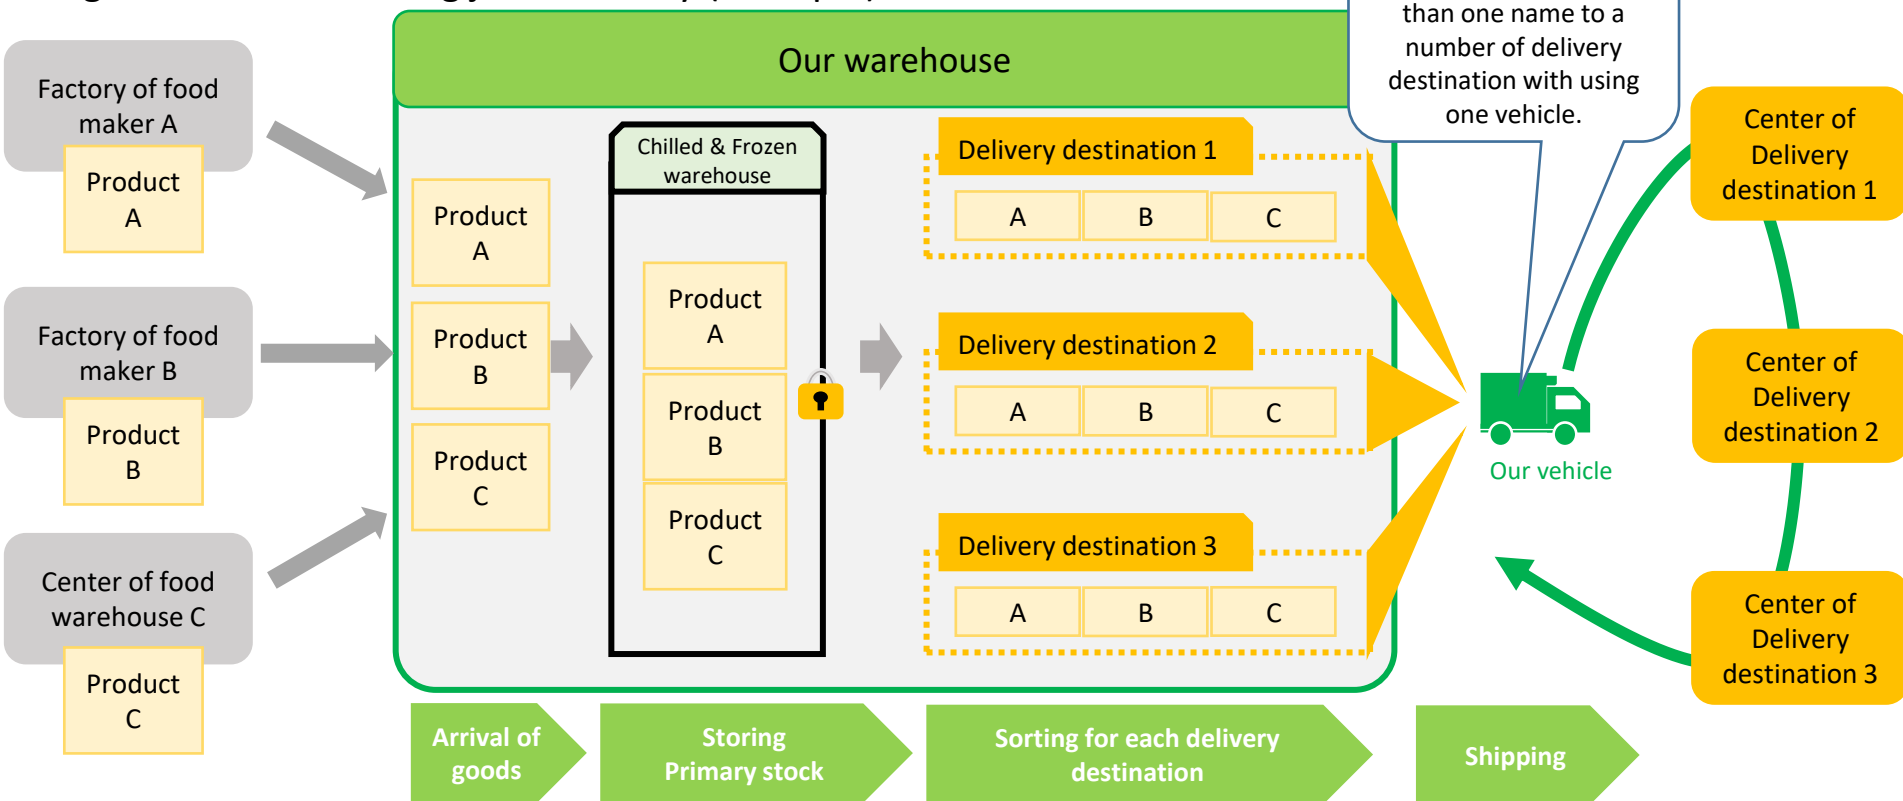 than one name to a
number of delivery
destination with using
one vehicle.
Our warehouse
Factory of food
maker A
Product
A
Factory of food
maker B
Product
B
Center of food
warehouse C
Product
C
Product
A
Product
B
Product
C
Chilled & Frozen
warehouse
Product
A
Product
B
Product
C
Delivery destination 1
A B C
Delivery destination 2
A B C
Delivery destination 3
A B C
Our vehicle
Center of
Delivery
destination 1
Center of
Delivery
destination 2
Center of
Delivery
destination 3
Arrival of
goods
Storing
Primary stock
Sorting for each delivery
destination
Shipping